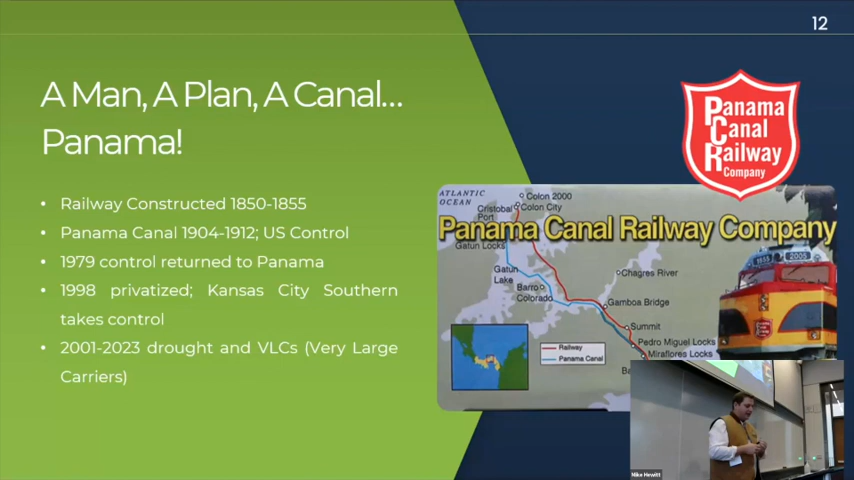 12
A Man, A Plan, A Canal...
Panama!
• Railway Constructed 1850-1855
• Panama Canal 1904-1912; US Control
• 1979 control returned to Panama
• 1998 privatized; Kansas City Southern
takes control
• 2001-2023 drought and VLCs (Very Large
Carriers)
Panama
Canal
Railway
Company
ATLANTIC
OCEAN
Colon 2000
Cristobal
Port
Colon City
Panama Canal Railway Company
Gatun Locks
Gatun
Lake
Chagres River
Barro
Colorado
Gamboa Bridge
1855 2005
Summit
Pedro Miguel Locks
Miraflores Locks
Railway
Panama Canal
Mike Hewitt